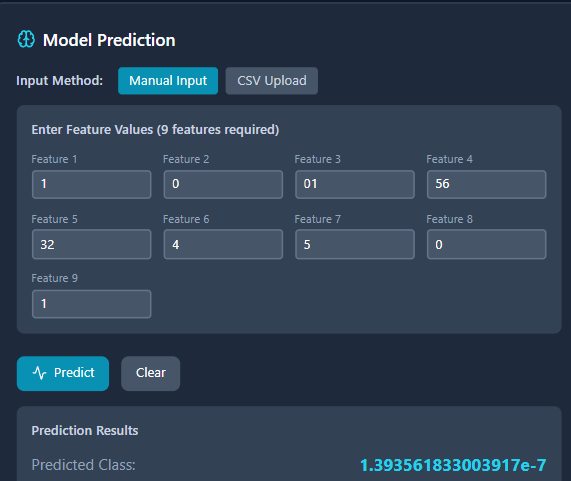 Model Prediction
Input Method: Manual Input CSV Upload
Enter Feature Values (9 features required)
Feature 1 Feature 2 Feature 3 Feature 4
1 0 01 56
Feature 5 Feature 6 Feature 7 Feature 8
32 4 5 0
Feature 9
1
Predict Clear
Prediction Results
Predicted Class: 1.393561833003917e-7